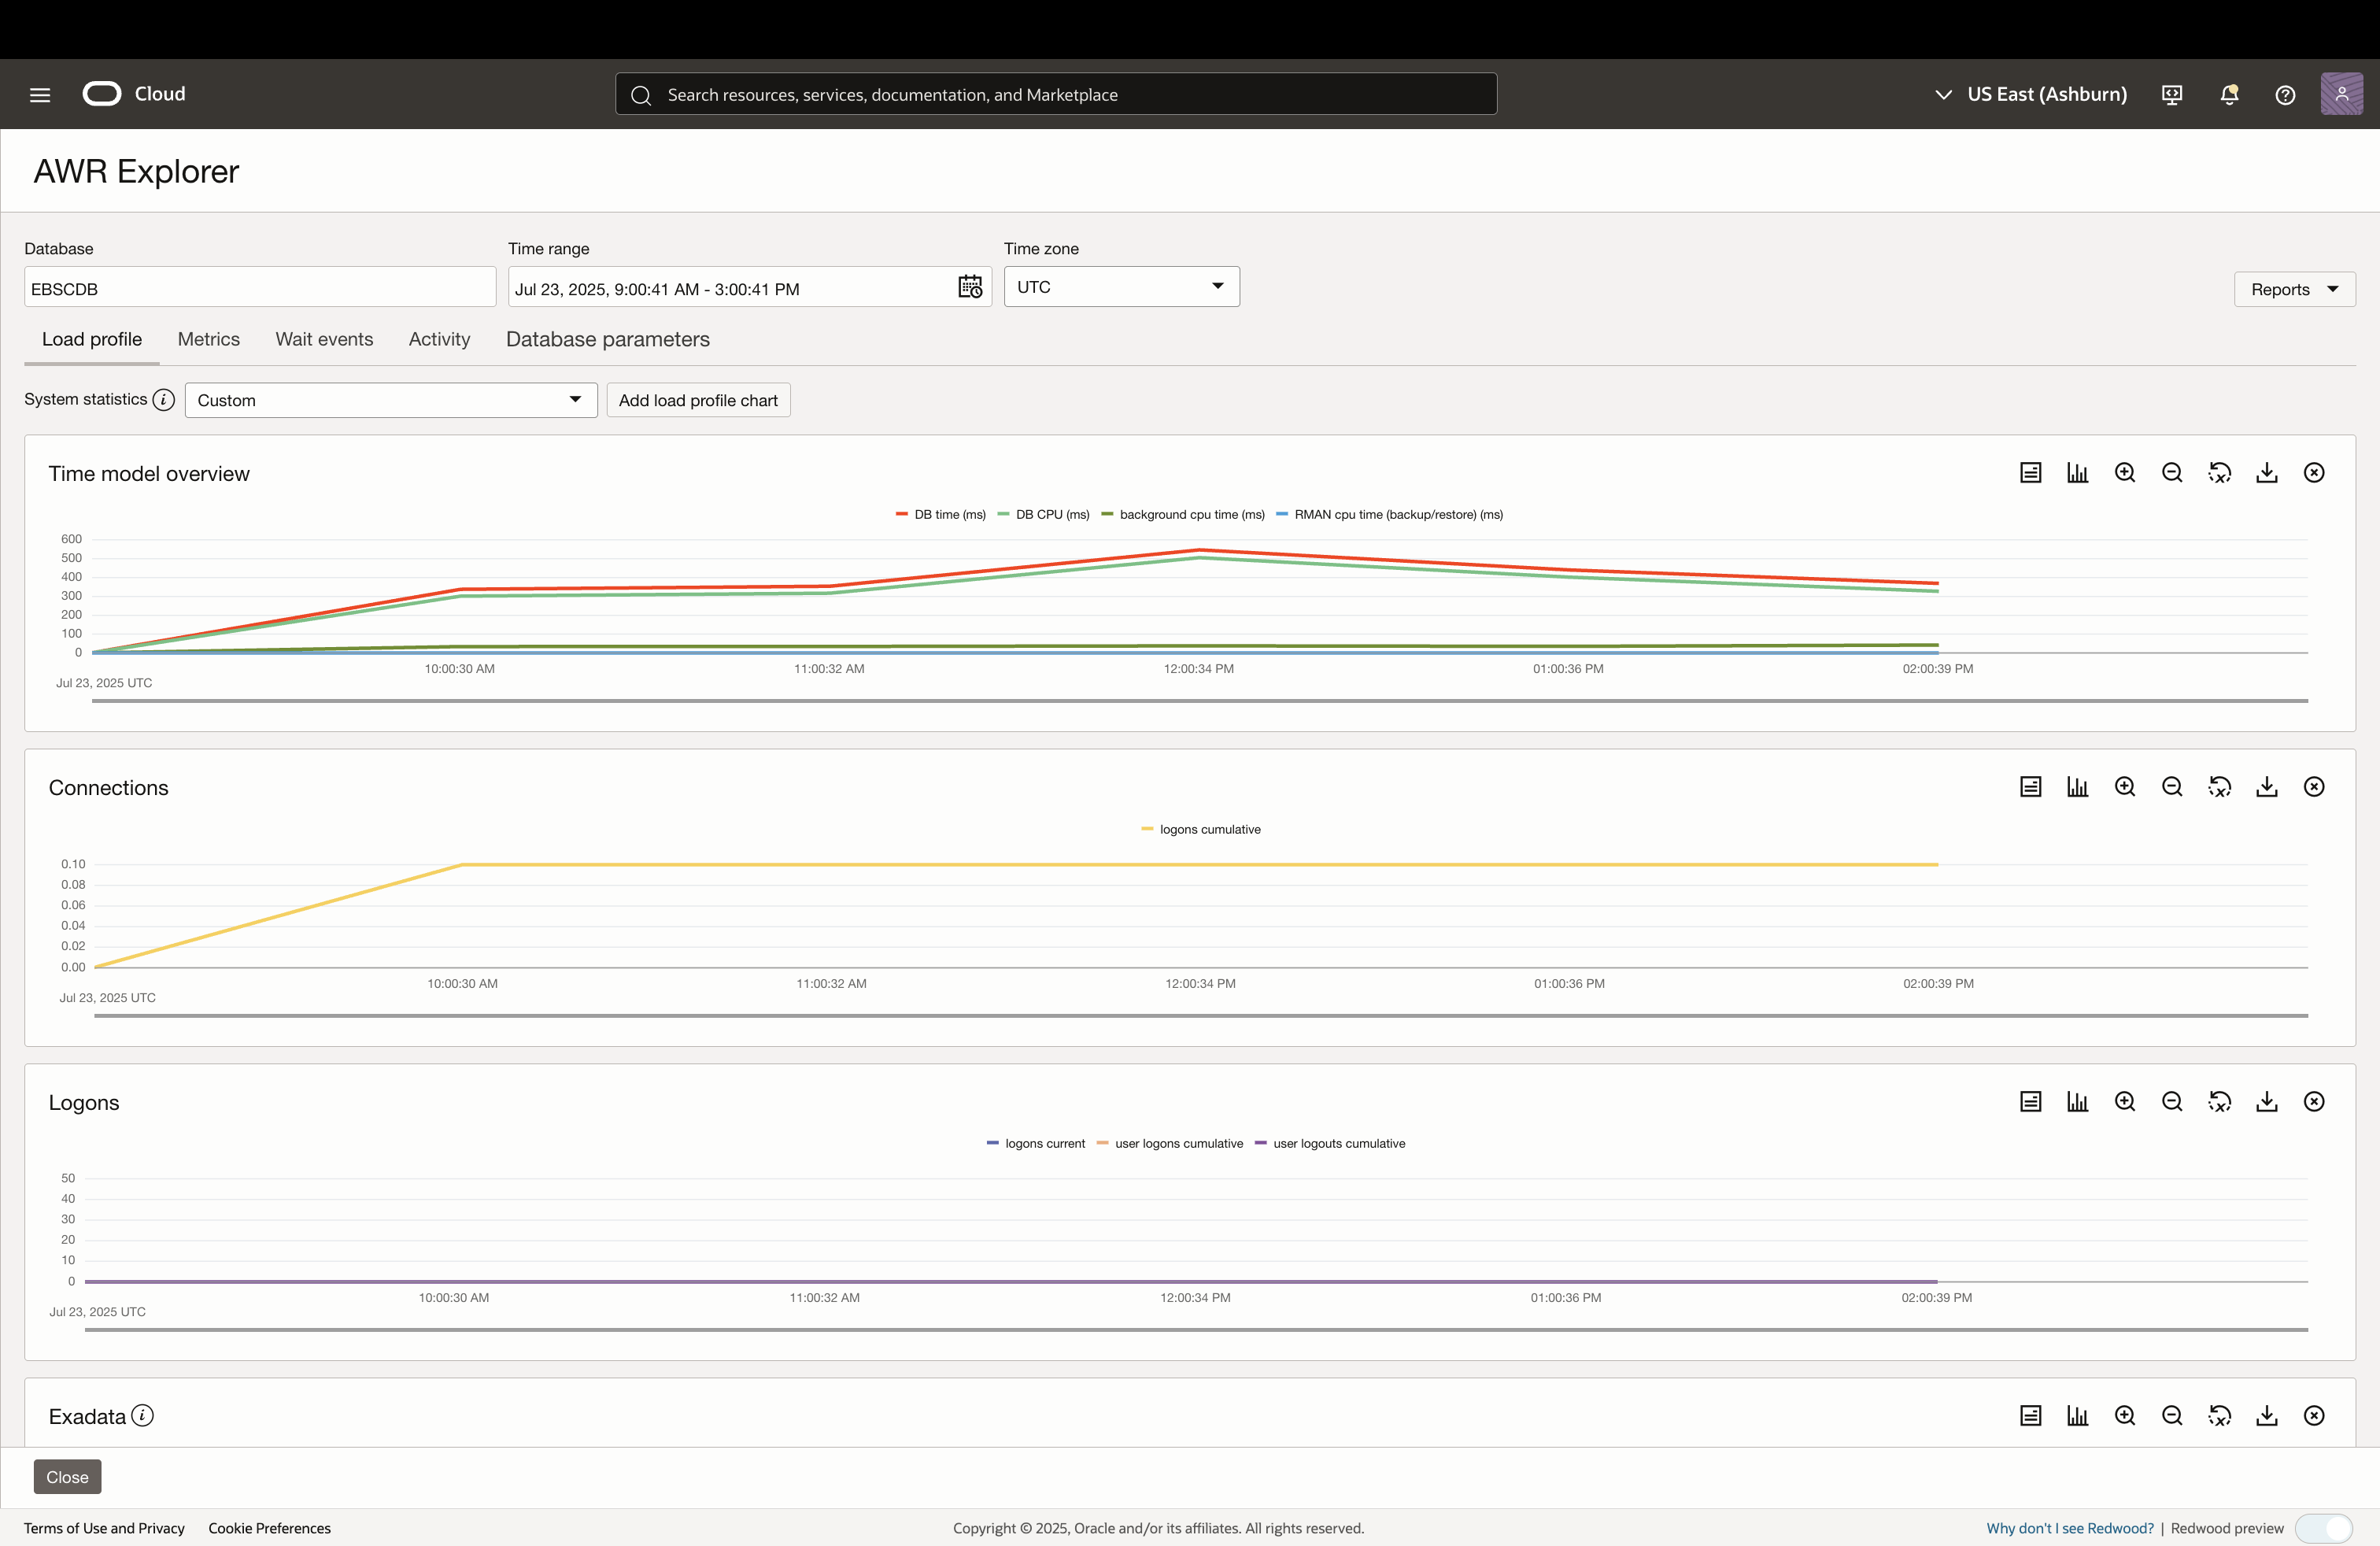 Cloud
Search resources, services, documentation, and Marketplace
US East (Ashburn)
AWR Explorer
Database
Time range
Time zone
EBSCDB
Jul 23, 2025, 9:00:41 AM - 3:00:41 PM
UTC
Reports
Load profile
Metrics
Wait events
Activity
Database parameters
System statistics
Custom
Add load profile chart
Time model overview
DB time (ms)
DB CPU (ms)
background cpu time (ms)
RMAN cpu time (backup/restore) (ms)
600
500
400
300
200
100
0
10:00:30 AM
11:00:32 AM
12:00:34 PM
01:00:36 PM
02:00:39 PM
Jul 23, 2025 UTC
Connections
logons cumulative
0.10
0.08
0.06
0.04
0.02
0.00
10:00:30 AM
11:00:32 AM
12:00:34 PM
01:00:36 PM
02:00:39 PM
Jul 23, 2025 UTC
Logons
logons current
user logons cumulative
user logouts cumulative
50
40
30
20
10
0
10:00:30 AM
11:00:32 AM
12:00:34 PM
01:00:36 PM
02:00:39 PM
Jul 23, 2025 UTC
Exadata
Close
Terms of Use and Privacy
Cookie Preferences
Copyright © 2025, Oracle and/or its affiliates. All rights reserved.
Why don't I see Redwood? | Redwood preview